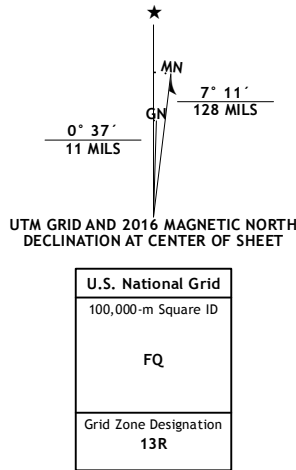 ★
MN
7° 11´
128 MILS
GN
0° 37´
11 MILS
UTM GRID AND 2016 MAGNETIC NORTH
DECLINATION AT CENTER OF SHEET
U.S. National Grid
100,000-m Square ID
FQ
Grid Zone Designation
13R